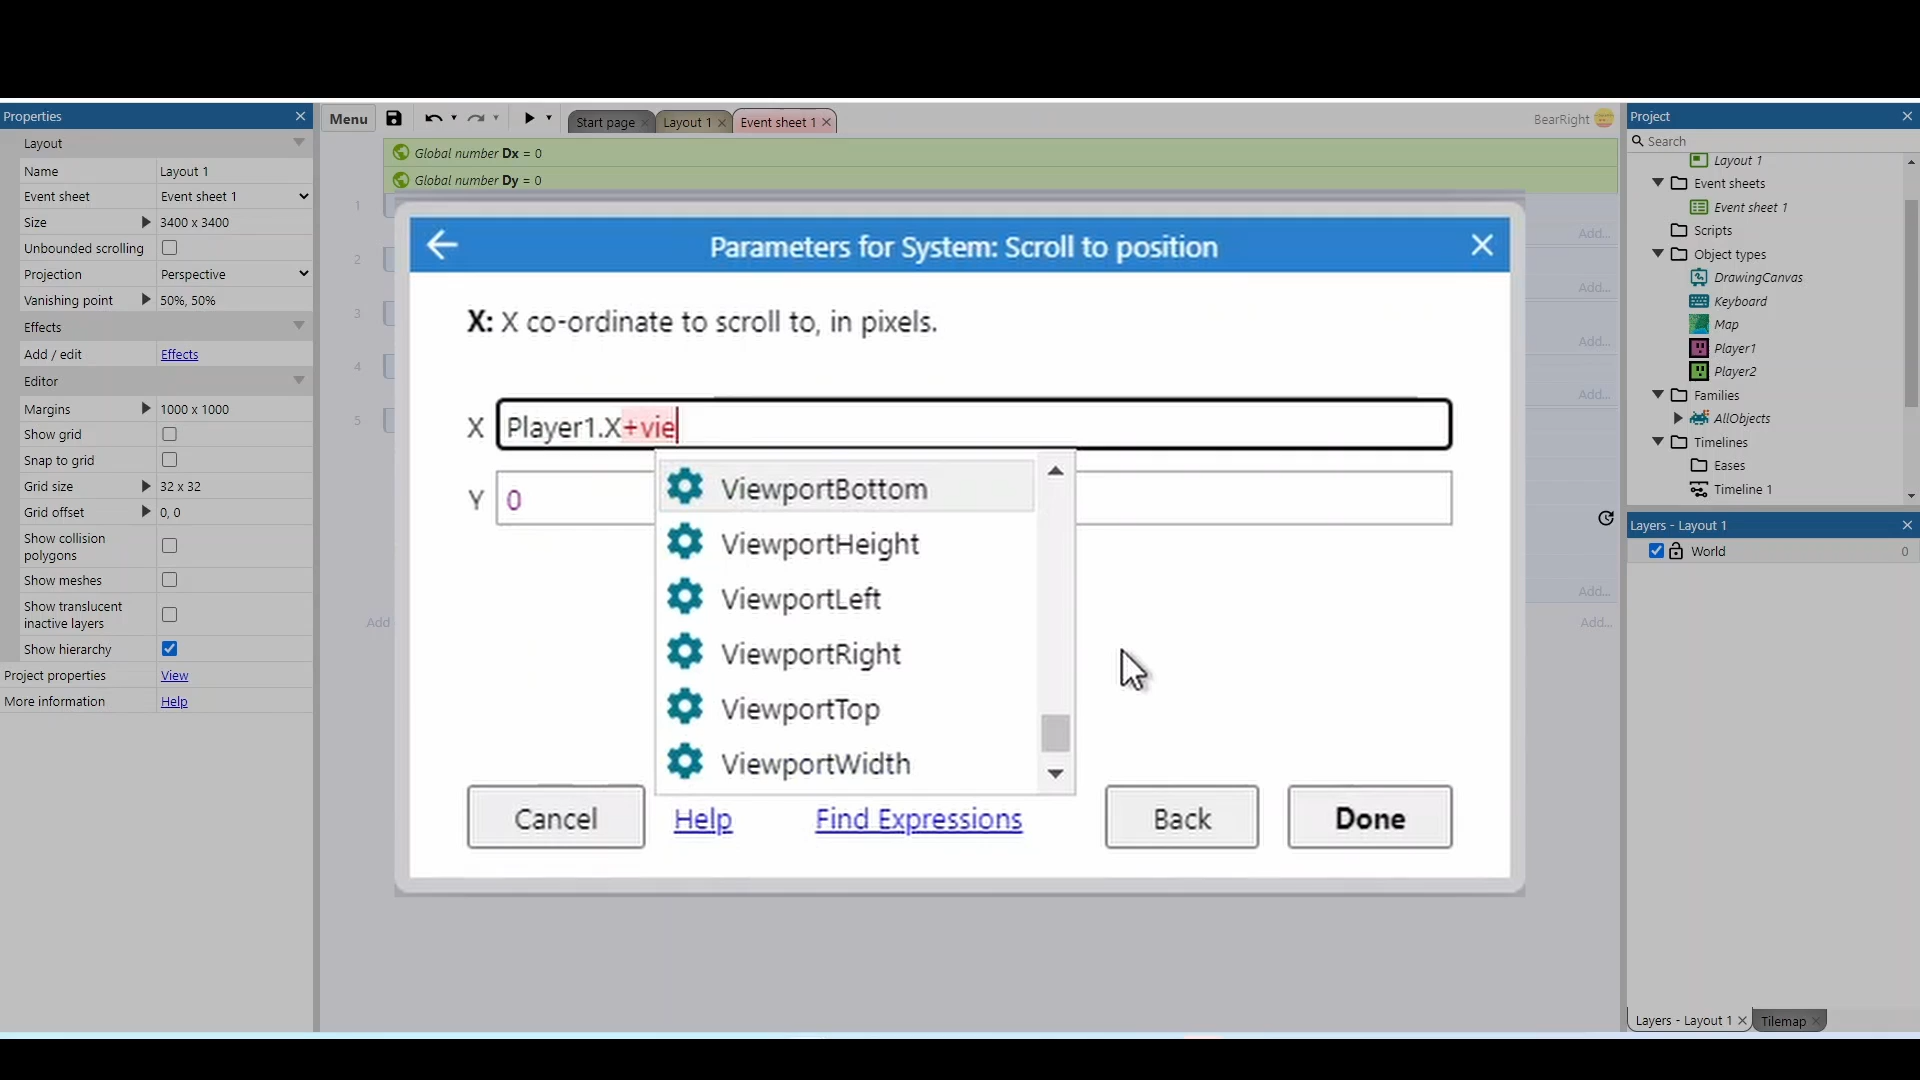 Properties
Layout
Name Layout 1
Event sheet Event sheet 1
Size 3400 x 3400
Unbounded scrolling
Projection Perspective
Vanishing point 50%, 50%
Effects
Add / edit Effects
Editor
Margins 1000 x 1000
Show grid
Snap to grid
Grid size 32 x 32
Grid offset 0, 0
Show collision
polygons
Show meshes
Show translucent
inactive layers
Show hierarchy
Project properties View
More information Help
Menu
Start page
Layout 1
Event sheet 1
BearRight
Global number Dx = 0
Global number Dy = 0
1
2
3
4
5
Add
Add...
Add...
Add...
Add...
Add...
Add...
Parameters for System: Scroll to position
X: X co-ordinate to scroll to, in pixels.
X Player1.X+vie
Y 0
ViewportBottom
ViewportHeight
ViewportLeft
ViewportRight
ViewportTop
ViewportWidth
Cancel
Help
Find Expressions
Back
Done
Project
Search
Layout 1
Event sheets
Event sheet 1
Scripts
Object types
DrawingCanvas
Keyboard
Map
Player1
Player2
Families
AllObjects
Timelines
Eases
Timeline 1
Layers - Layout 1
World 0
Layers - Layout 1
Tilemap